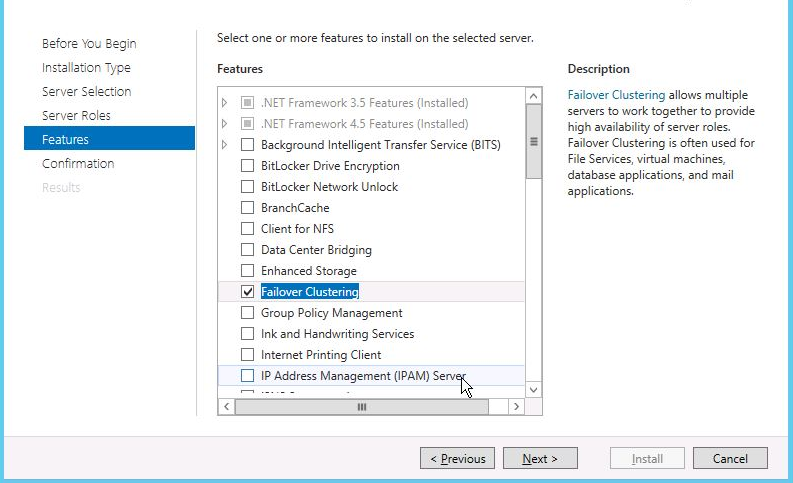 Before You Begin
Installation Type
Server Selection
Server Roles
Features
Confirmation
Results
Select one or more features to install on the selected server.
Features
.NET Framework 3.5 Features (Installed)
.NET Framework 4.5 Features (Installed)
Background Intelligent Transfer Service (BITS)
BitLocker Drive Encryption
BitLocker Network Unlock
BranchCache
Client for NFS
Data Center Bridging
Enhanced Storage
Failover Clustering
Group Policy Management
Ink and Handwriting Services
Internet Printing Client
IP Address Management (IPAM) Server
Description
Failover Clustering allows multiple
servers to work together to provide
high availability of server roles.
Failover Clustering is often used for
File Services, virtual machines,
database applications, and mail
applications.
< Previous
Next >
Install
Cancel